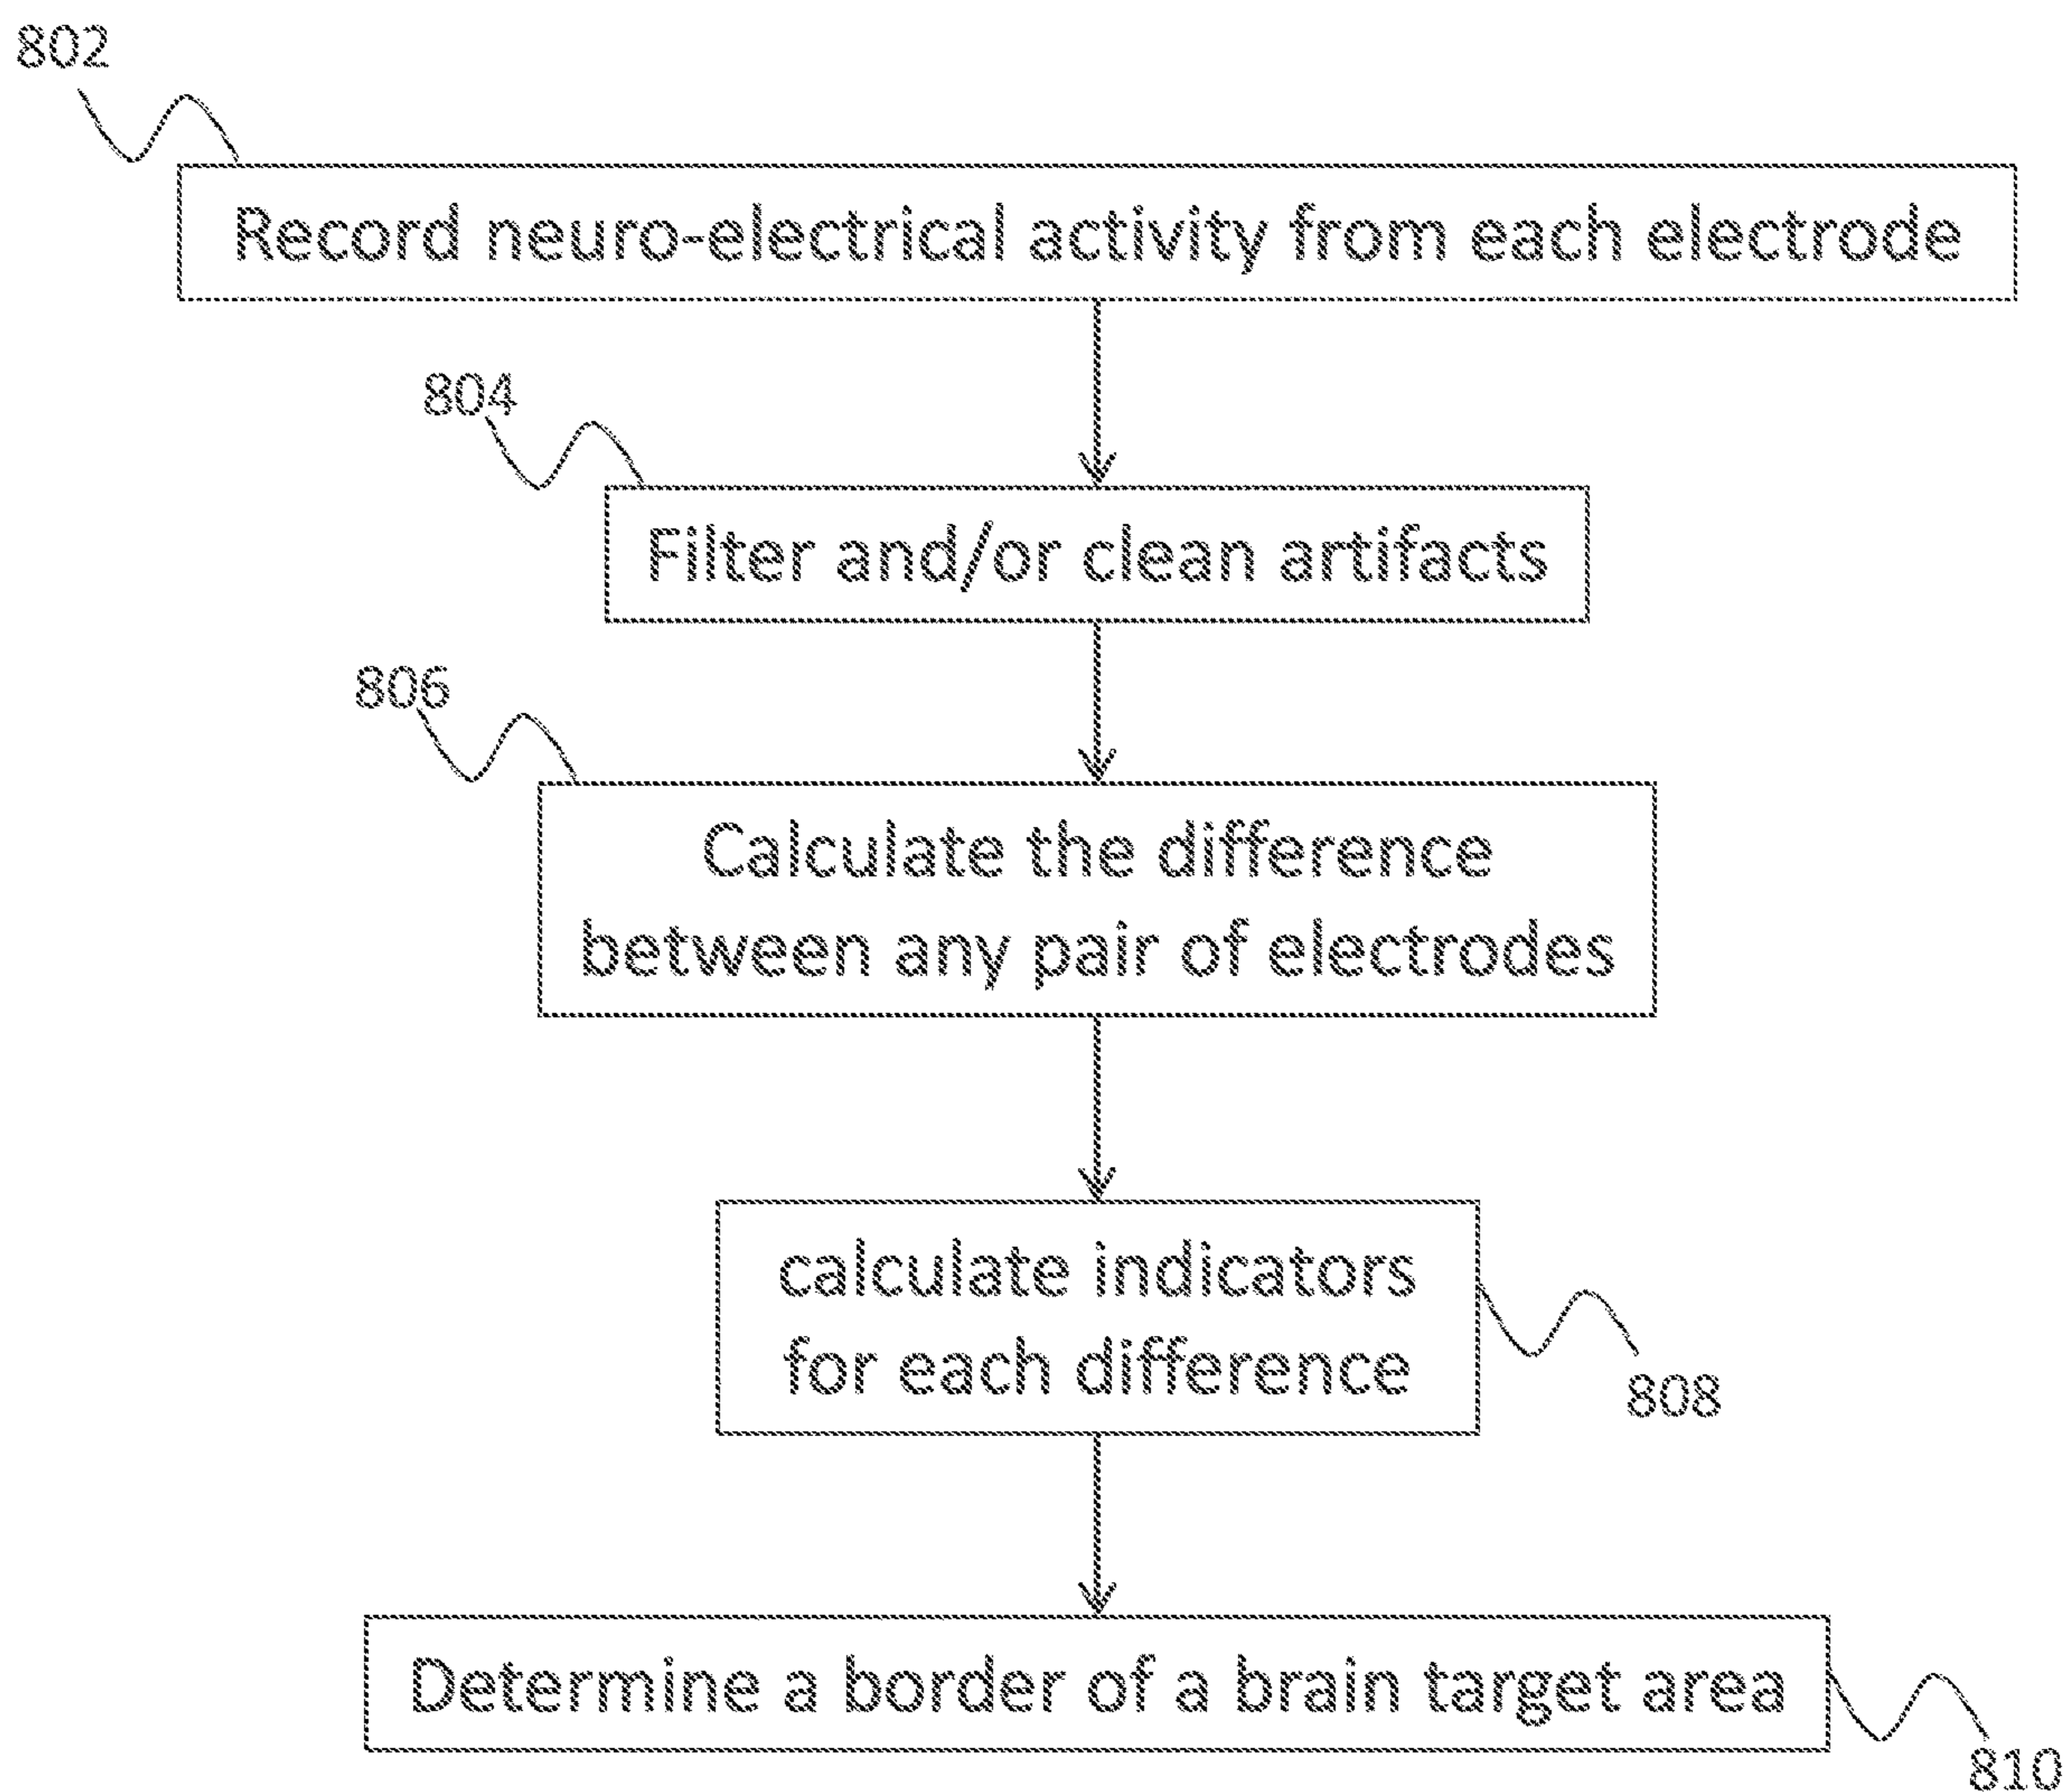 802
Record neuro-electrical activity from each electrode
804
Filter and/or clean artifacts
806
Calculate the difference
between any pair of electrodes
calculate indicators
for each difference
808
Determine a border of a brain target area
810